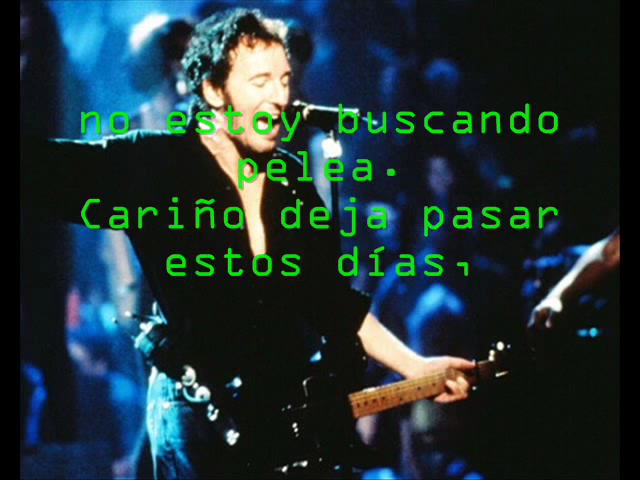 no estoy buscando
pelea.
Cariño deja pasar
estos días,